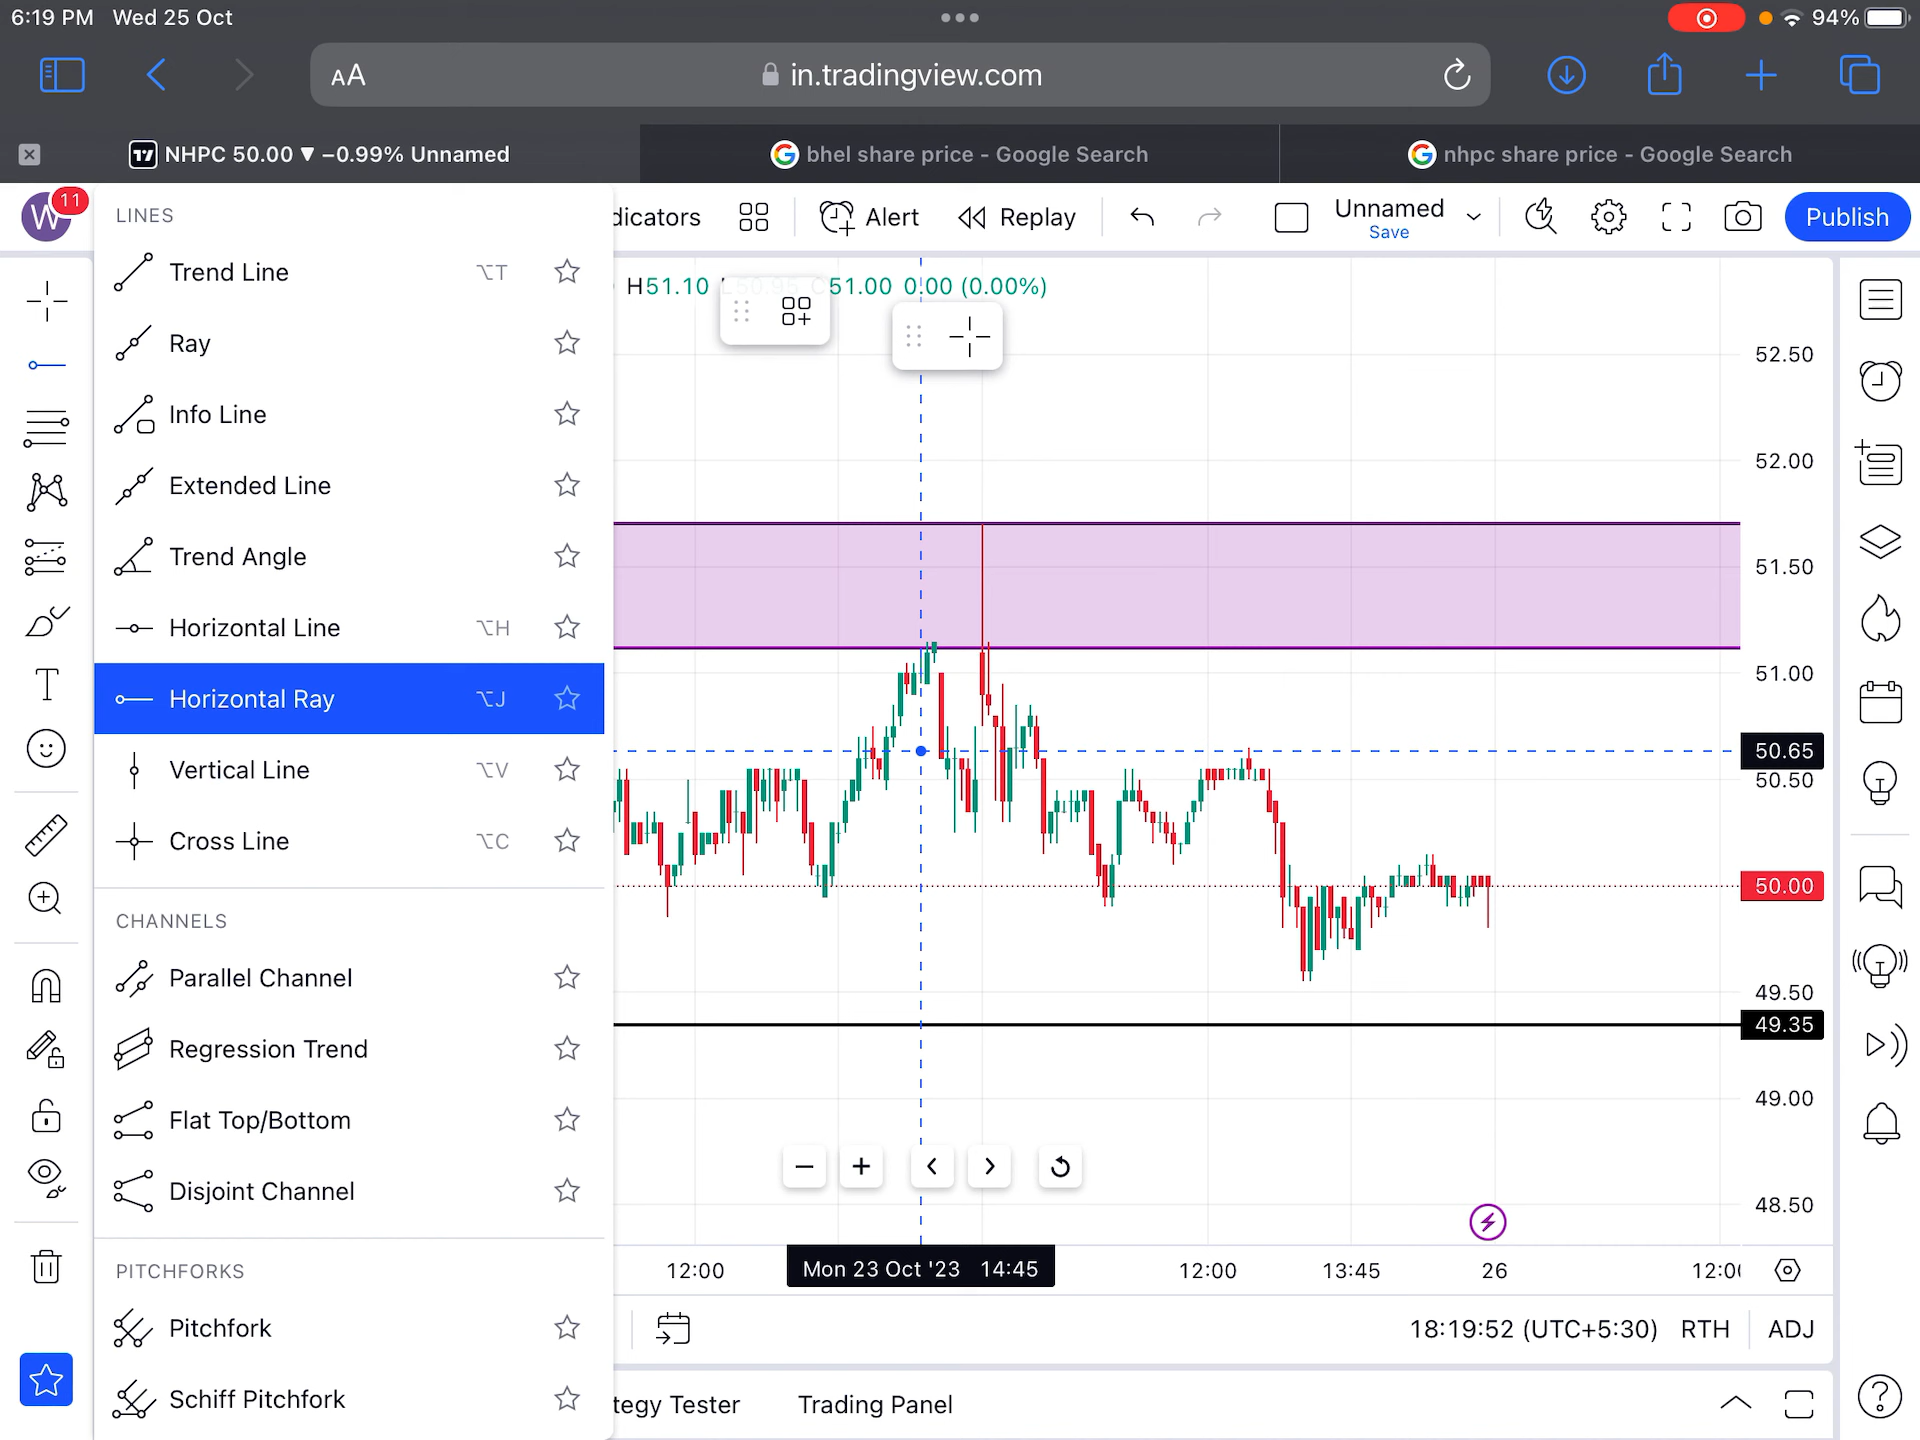 6:19 PM Wed 25 Oct
94%
AA
in.tradingview.com
NHPC 50.00 ▼ −0.99% Unnamed
bhel share price - Google Search
nhpc share price - Google Search
W
11
LINES
dicators
Alert
Replay
Unnamed
Save
Publish
Trend Line ⌥T
H51.10 L50.95 C51.00 0.00 (0.00%)
Ray
Info Line
Extended Line
Trend Angle
Horizontal Line ⌥H
Horizontal Ray ⌥J
Vertical Line ⌥V
Cross Line ⌥C
CHANNELS
Parallel Channel
Regression Trend
Flat Top/Bottom
Disjoint Channel
PITCHFORKS
Pitchfork
Schiff Pitchfork
52.50
52.00
51.50
51.00
50.65
50.50
50.00
49.50
49.35
49.00
48.50
12:00
Mon 23 Oct '23 14:45
12:00
13:45
26
12:0
18:19:52 (UTC+5:30)
RTH
ADJ
tegy Tester
Trading Panel